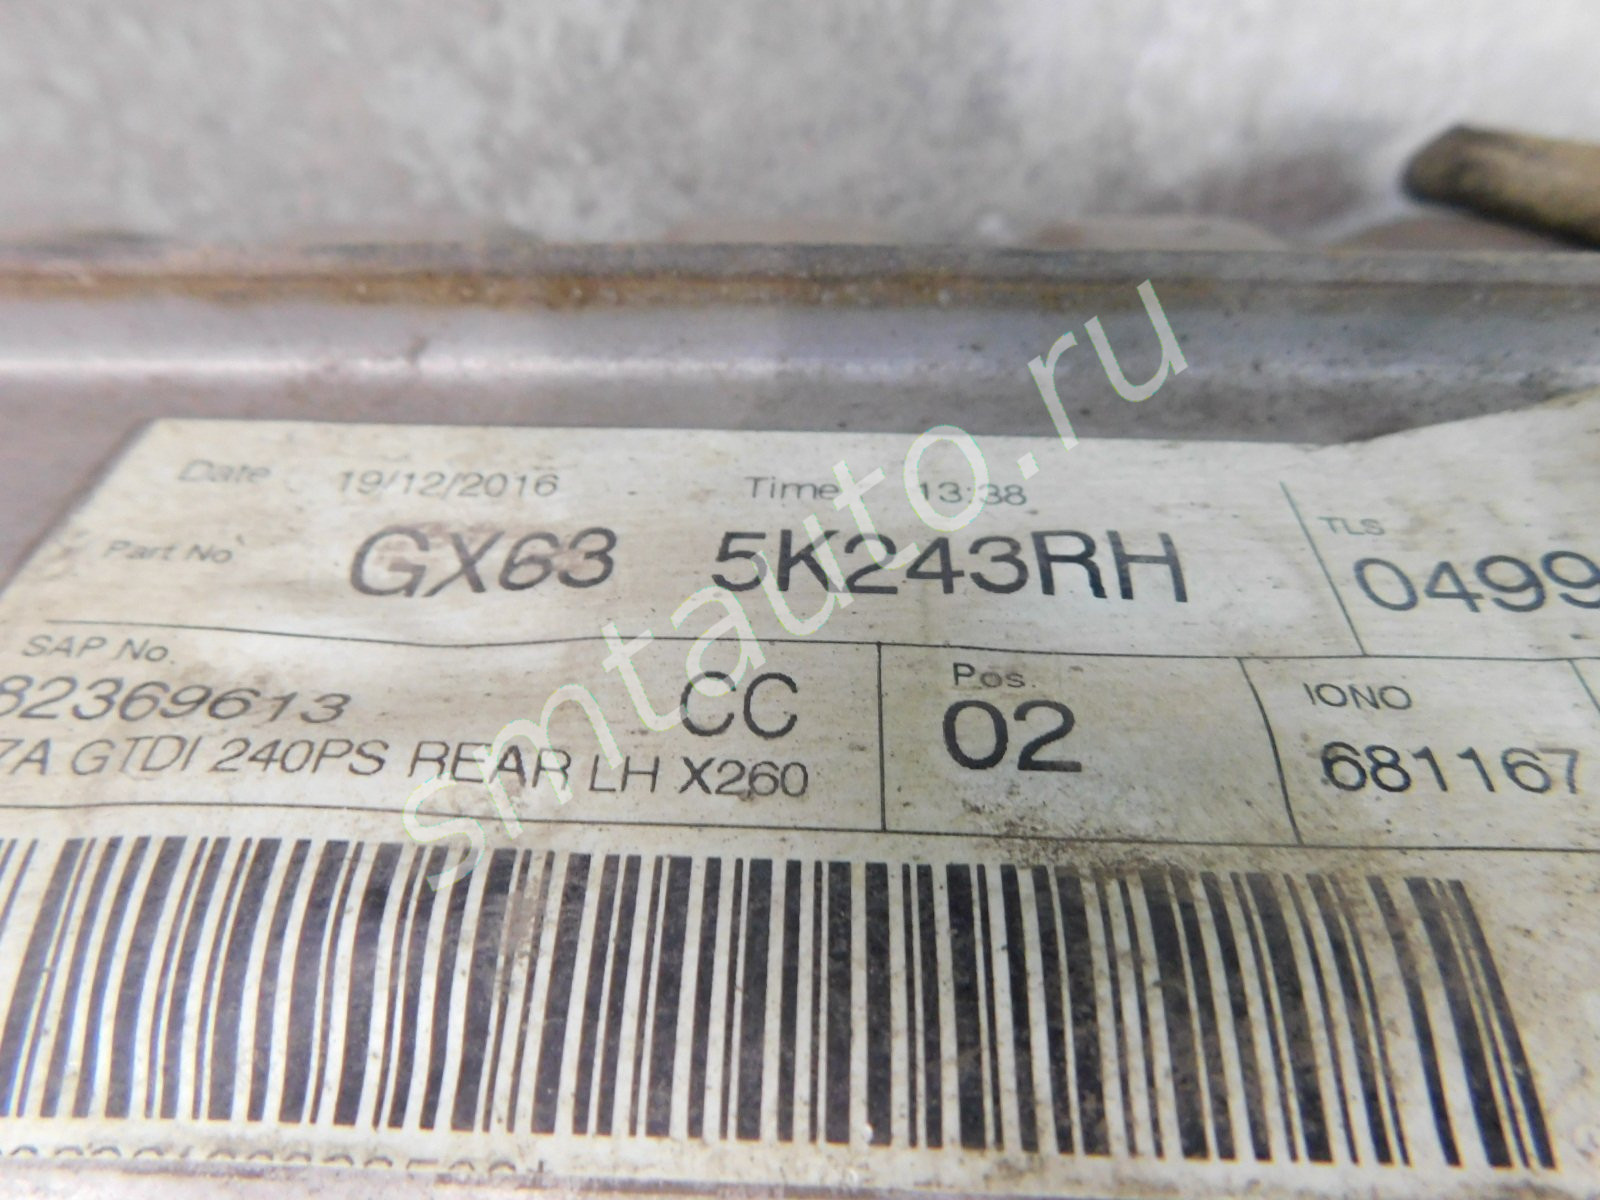 Date 19/12/2016 Time 13:38
Part No GX63 5K243RH
TLS
0499
SAP No.
82369613 CC
7A GTDI 240PS REAR LH X260
Pos.
02
IONO
681167
smtauto.ru